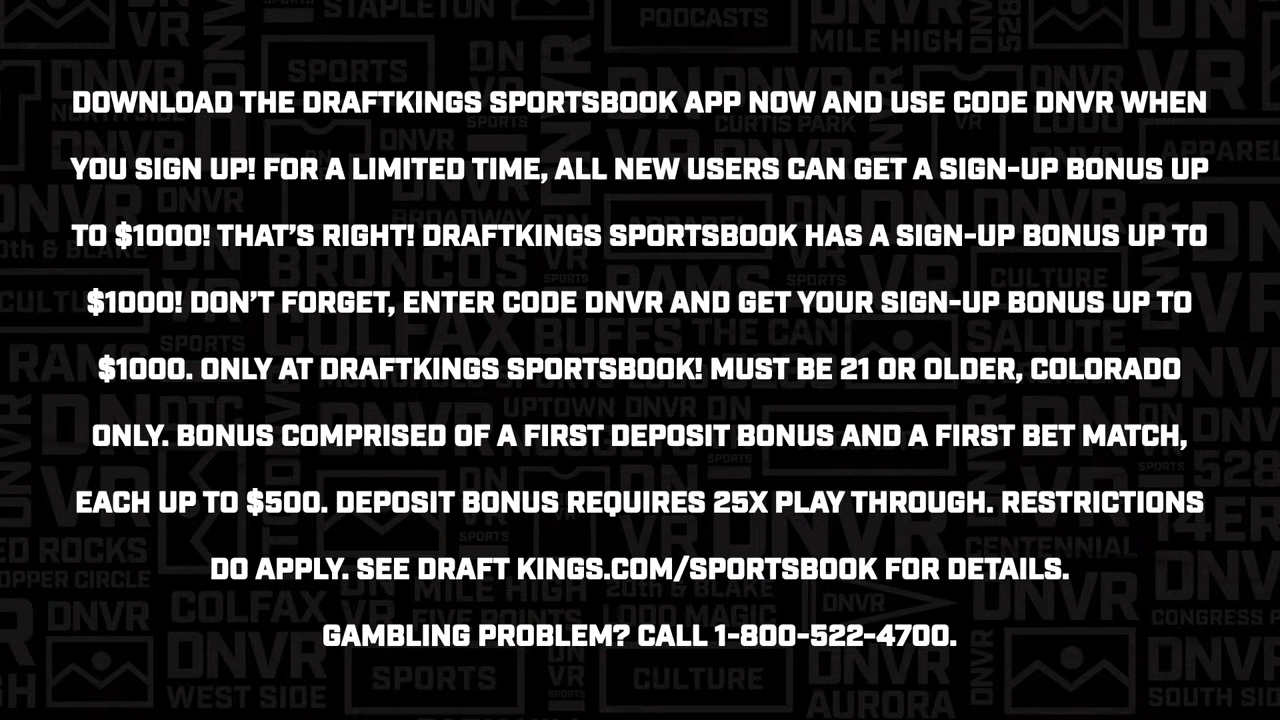 DOWNLOAD THE DRAFTKINGS SPORTSBOOK APP NOW AND USE CODE DNVR WHEN
YOU SIGN UP! FOR A LIMITED TIME, ALL NEW USERS CAN GET A SIGN-UP BONUS UP
TO $1000! THAT'S RIGHT! DRAFTKINGS SPORTSBOOK HAS A SIGN-UP BONUS UP TO
$1000! DON'T FORGET, ENTER CODE DNVR AND GET YOUR SIGN-UP BONUS UP TO
$1000. ONLY AT DRAFTKINGS SPORTSBOOK! MUST BE 21 OR OLDER, COLORADO
ONLY. BONUS COMPRISED OF A FIRST DEPOSIT BONUS AND A FIRST BET MATCH,
EACH UP TO $500. DEPOSIT BONUS REQUIRES 25X PLAY THROUGH. RESTRICTIONS
DO APPLY. SEE DRAFT KINGS.COM/SPORTSBOOK FOR DETAILS.
GAMBLING PROBLEM? CALL 1-800-522-4700.